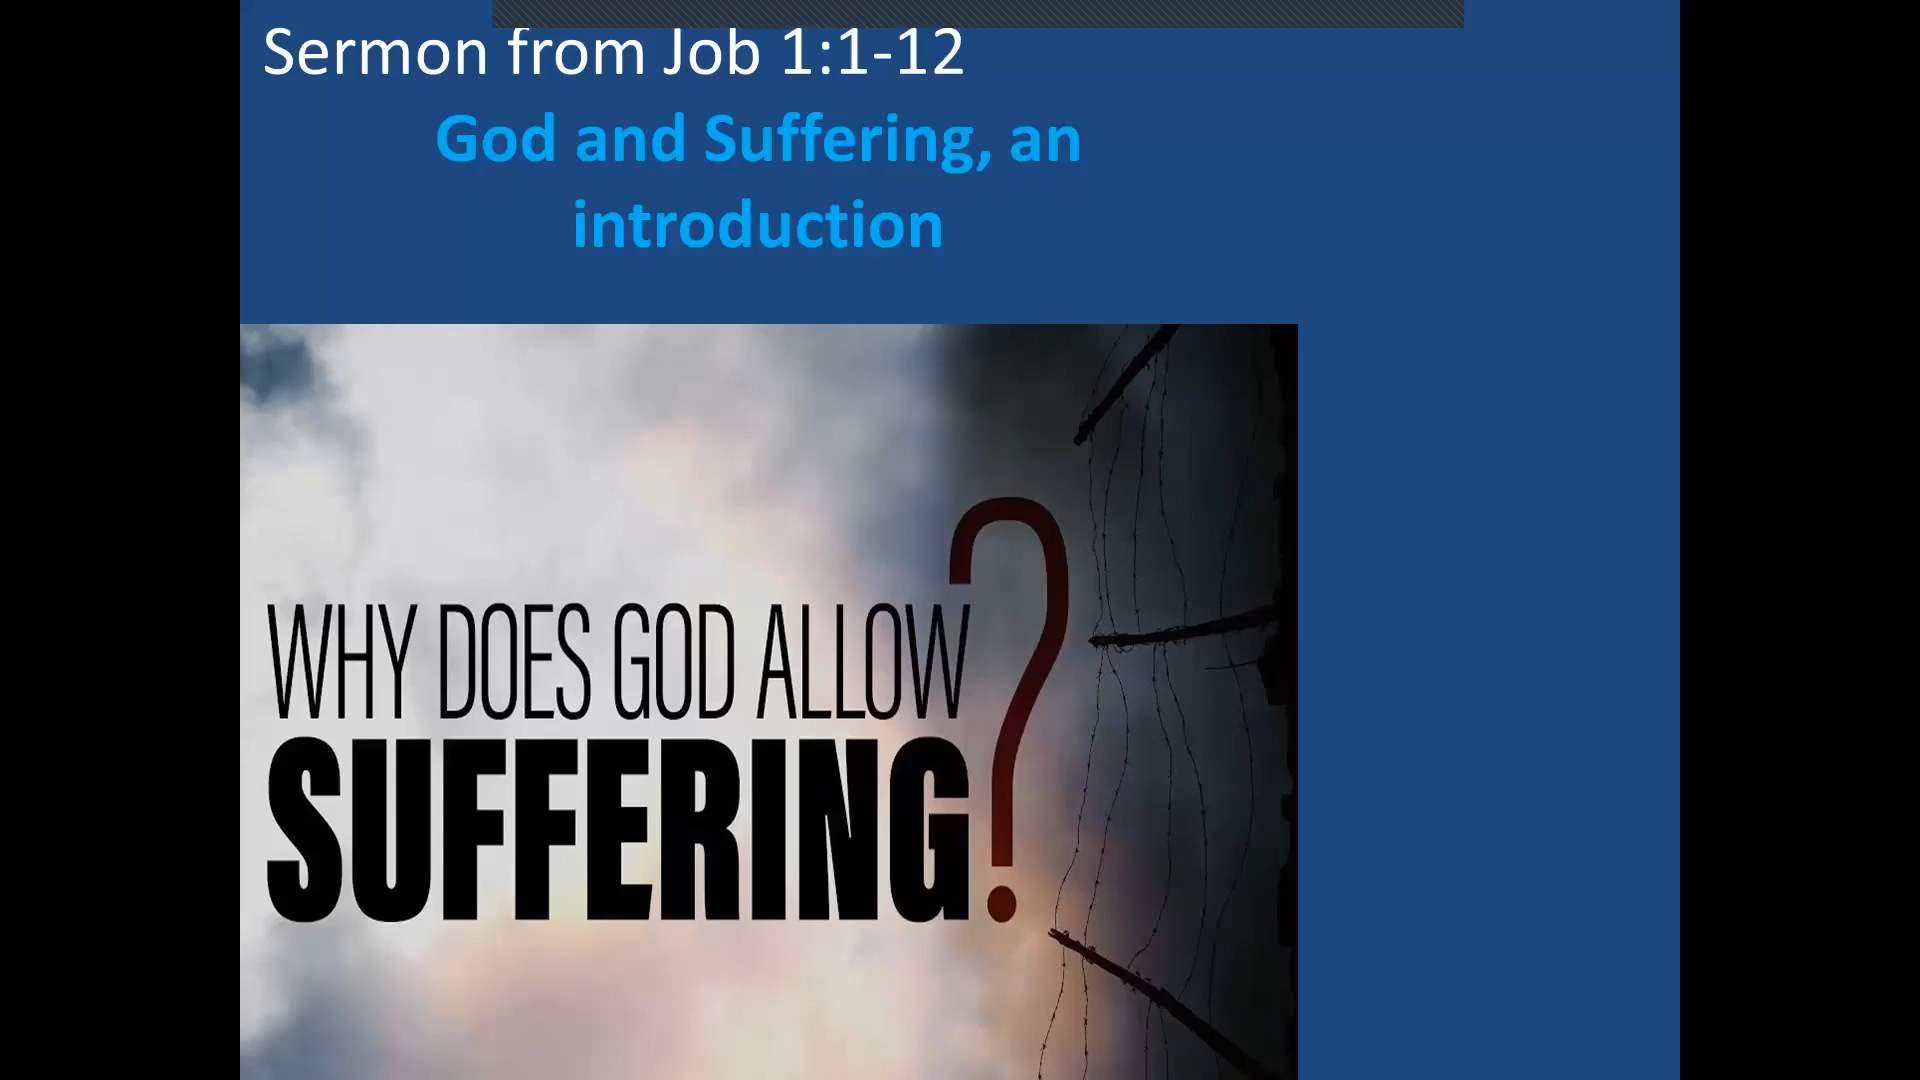 Sermon from Job 1:1-12
God and Suffering, an
introduction
WHY DOES GOD ALLOW
SUFFERING?